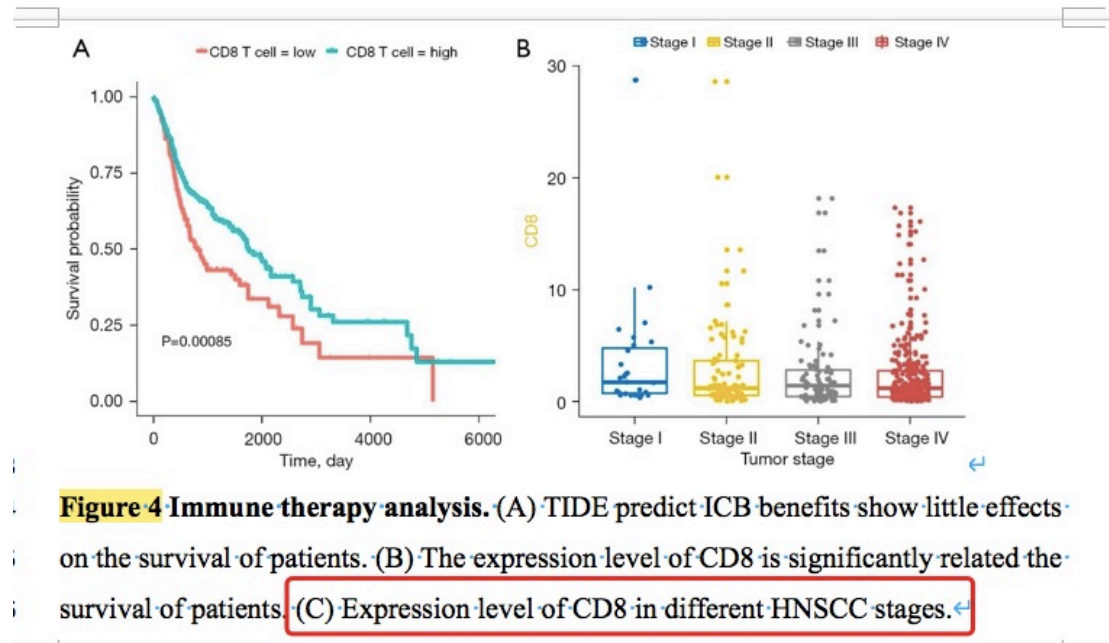 A
CD8 T cell = low CD8 T cell = high
Survival probability
1.00
0.75
0.50
0.25
0.00
P=0.00085
0 2000 4000 6000
Time, day
B
Stage I Stage II Stage III Stage IV
CD8
30
20
10
0
Stage I Stage II Stage III Stage IV
Tumor stage
Figure 4 Immune therapy analysis. (A) TIDE predict ICB benefits show little effects
on the survival of patients. (B) The expression level of CD8 is significantly related the
survival of patients. (C) Expression level of CD8 in different HNSCC stages.